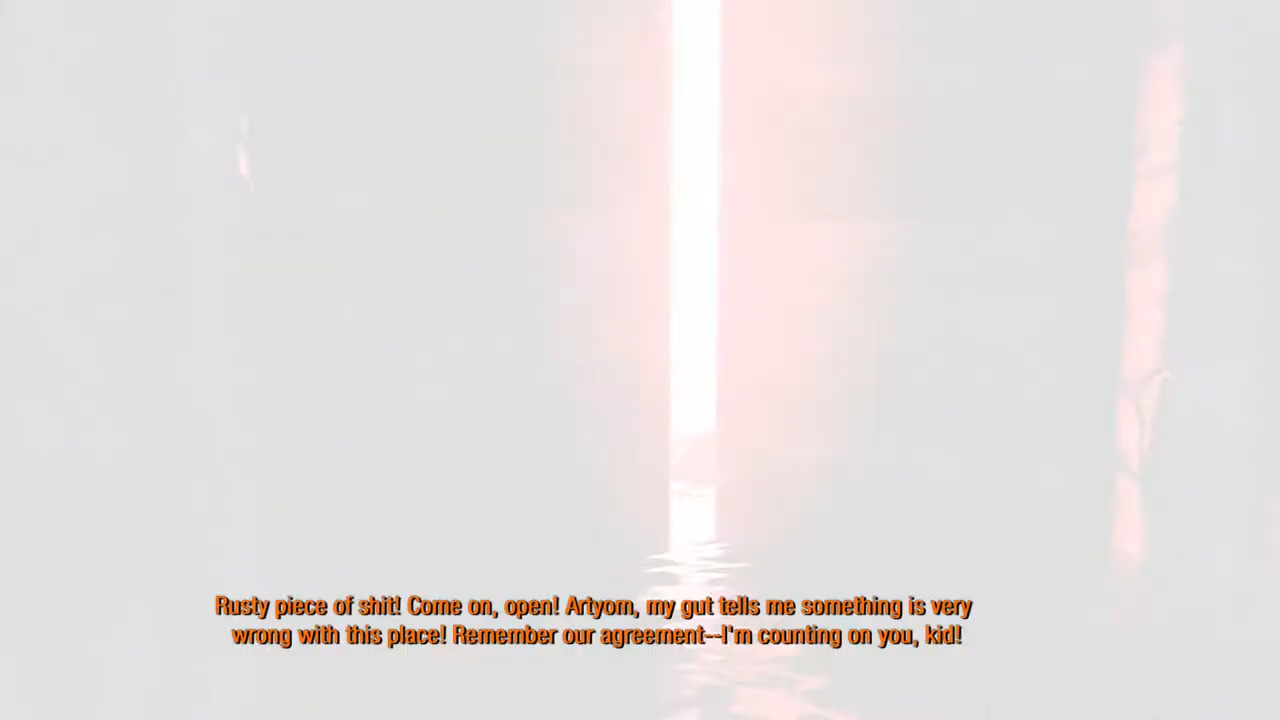 Rusty piece of shit! Come on, open! Artyom, my gut tells me something is very
wrong with this place! Remember our agreement--I'm counting on you, kid!